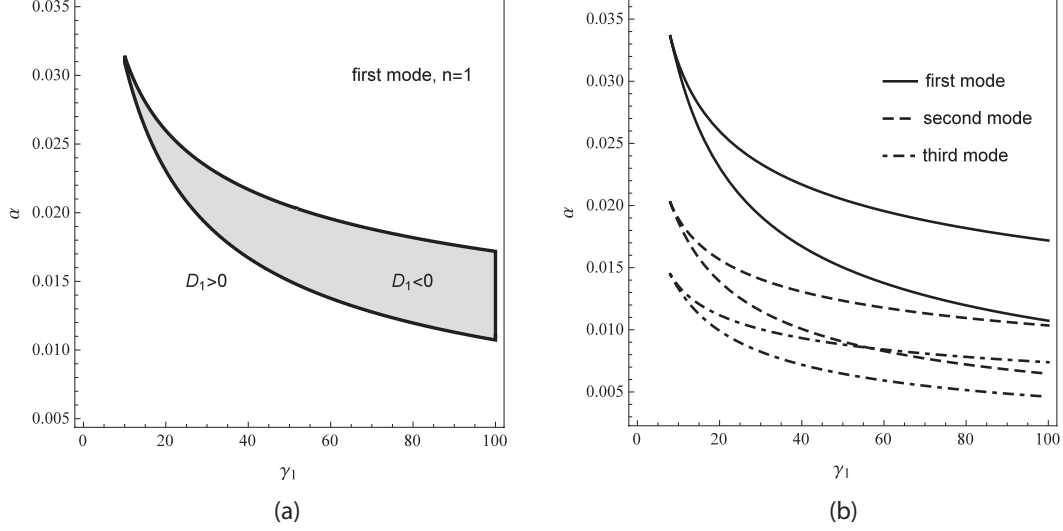 0.035
0.030
0.025
0.020
0.015
0.010
0.005
α
first mode, n=1
D1>0
D1<0
0 20 40 60 80 100
γ1
(a)
0.035
0.030
0.025
0.020
0.015
0.010
0.005
α
first mode
second mode
third mode
0 20 40 60 80 100
γ1
(b)